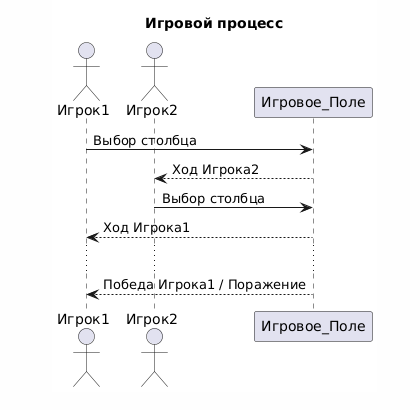 Игровой процесс
Игрок1 Игрок2 Игровое_Поле
Выбор столбца
Ход Игрока2
Выбор столбца
Ход Игрока1
Победа Игрока1 / Поражение
Игрок1 Игрок2 Игровое_Поле